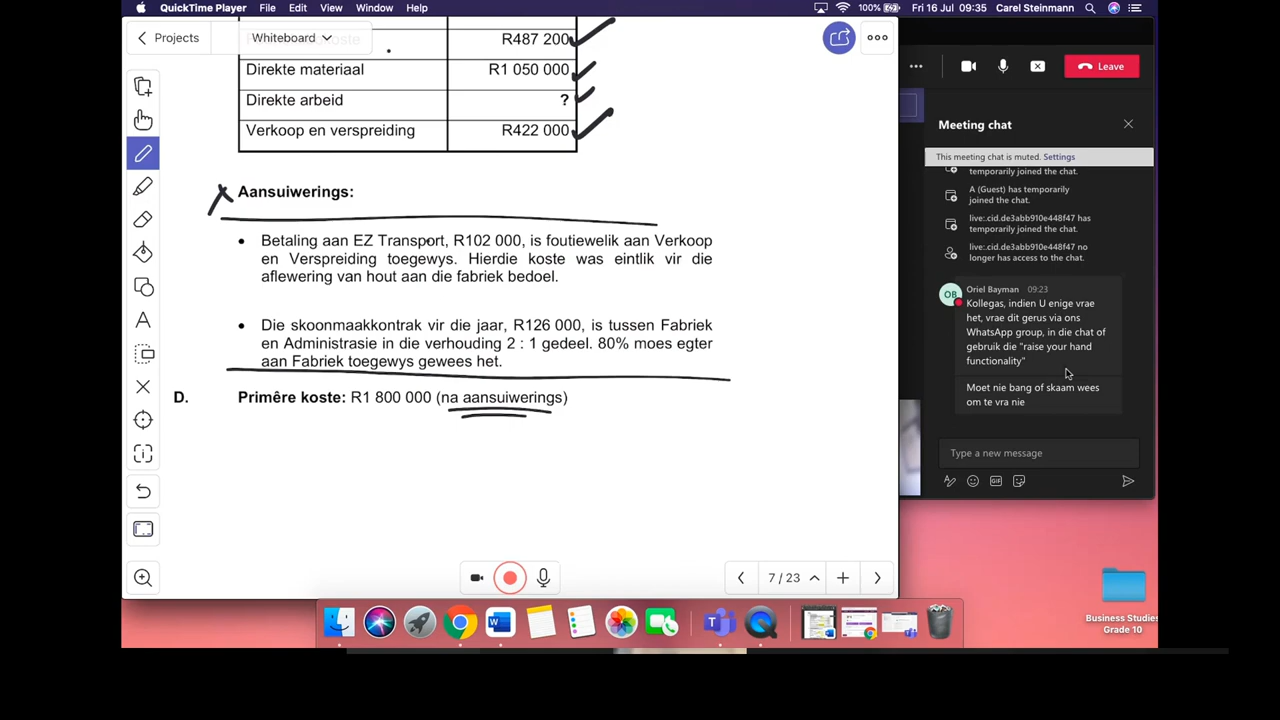 QuickTime Player File Edit View Window Help 100% Fri 16 Jul 09:35 Carel Steinmann
Projects
Whiteboard
R487 200
Direkte materiaal R1 050 000
Direkte arbeid ?
Verkoop en verspreiding R422 000
Aansuiwerings:
• Betaling aan EZ Transport, R102 000, is foutiewelik aan Verkoop
en Verspreiding toegewys. Hierdie koste was eintlik vir die
aflewering van hout aan die fabriek bedoel.
• Die skoonmaakkontrak vir die jaar, R126 000, is tussen Fabriek
en Administrasie in die verhouding 2 : 1 gedeel. 80% moes egter
aan Fabriek toegewys gewees het.
D. Primêre koste: R1 800 000 (na aansuiwerings)
7 / 23
Leave
Meeting chat
This meeting chat is muted. Settings
temporarily joined the chat.
A (Guest) has temporarily
joined the chat.
live:.cid.de3abb910e448f47 has
temporarily joined the chat.
live:.cid.de3abb910e448f47 no
longer has access to the chat.
OB
Oriel Bayman 09:23
Kollegas, indien U enige vrae
het, vrae dit gerus via ons
WhatsApp group, in die chat of
gebruik die "raise your hand
functionality"
Moet nie bang of skaam wees
om te vra nie
Type a new message
GIF
Business Studies
Grade 10